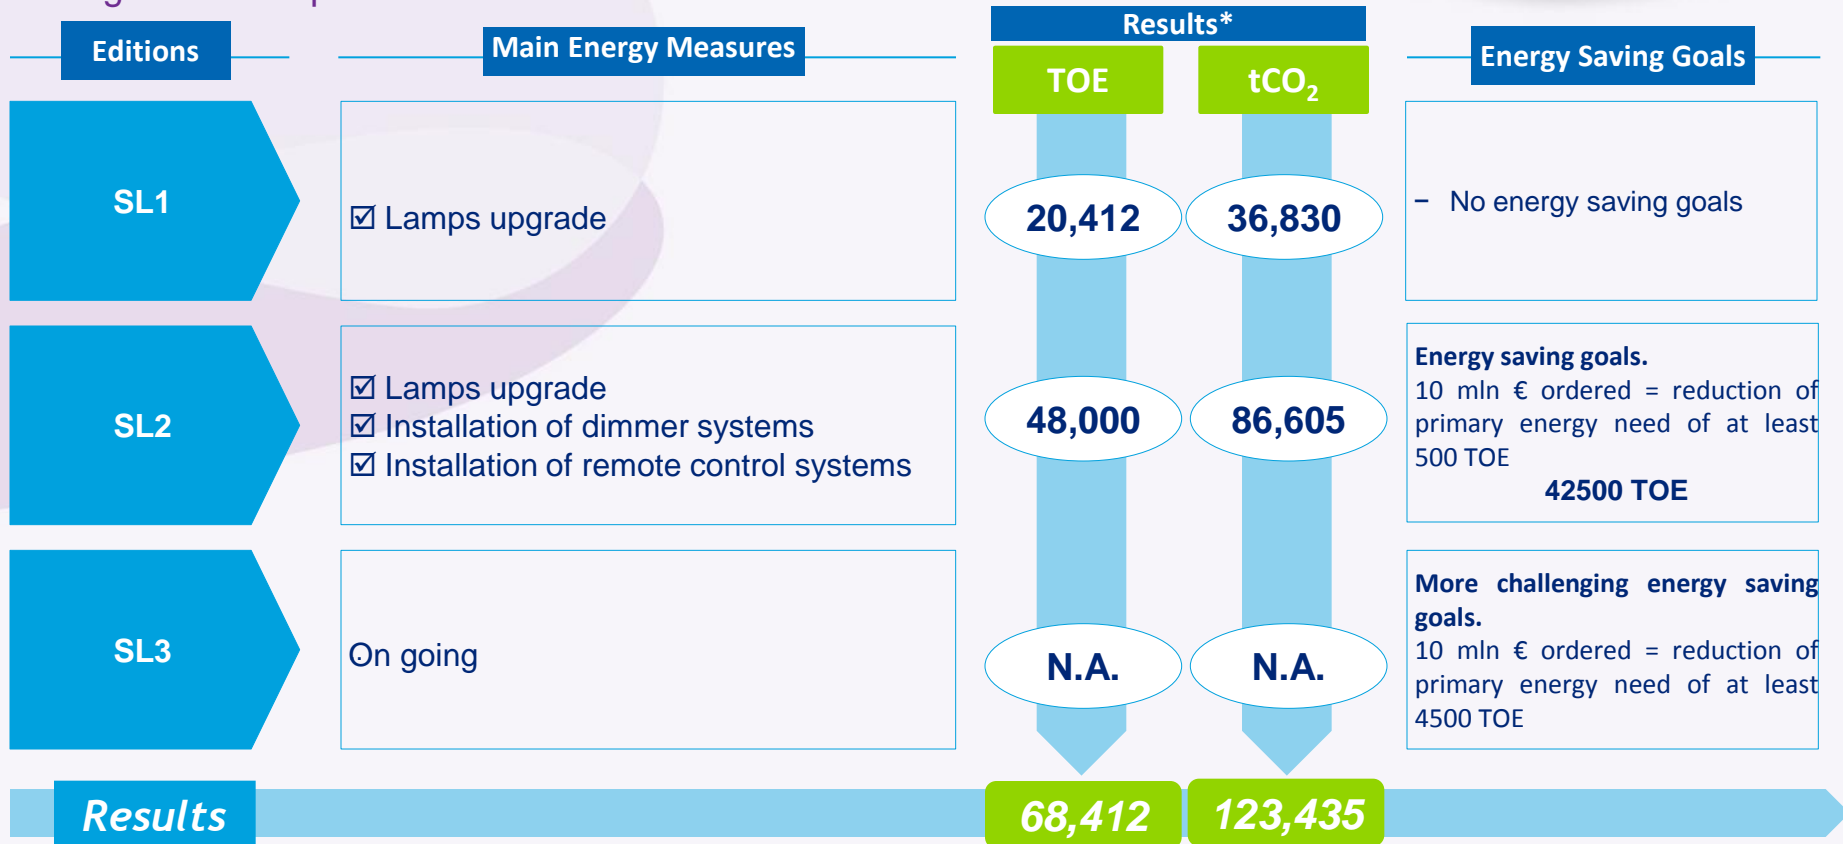 Editions
Main Energy Measures
Results*
TOE
tCO2
Energy Saving Goals
SL1
☑ Lamps upgrade
20,412
36,830
– No energy saving goals
SL2
☑ Lamps upgrade
☑ Installation of dimmer systems
☑ Installation of remote control systems
48,000
86,605
Energy saving goals.
10 mln € ordered = reduction of
primary energy need of at least
500 TOE
42500 TOE
SL3
On going
N.A.
N.A.
More challenging energy saving
goals.
10 mln € ordered = reduction of
primary energy need of at least
4500 TOE
Results
68,412
123,435